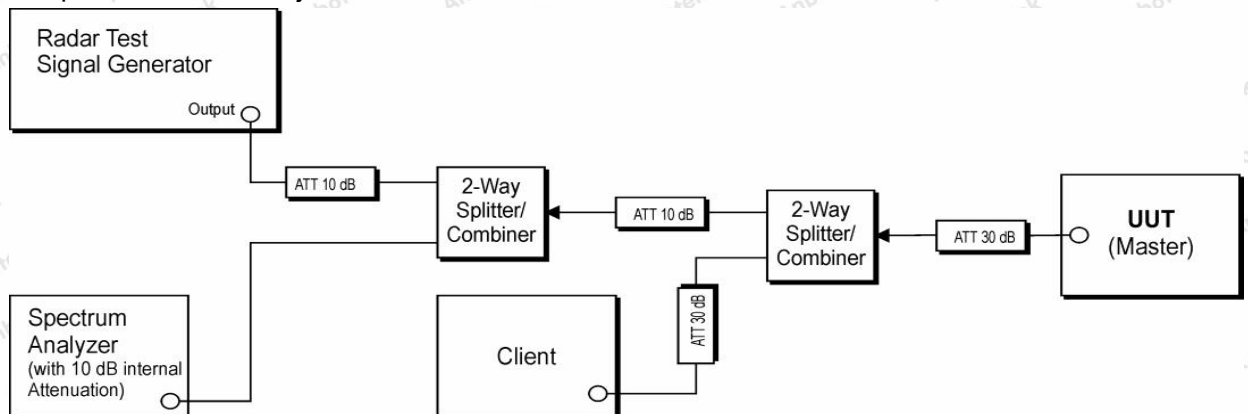 Radar Test
Signal Generator
Output
ATT 10 dB
2-Way
Splitter/
Combiner
ATT 10 dB
2-Way
Splitter/
Combiner
ATT 30 dB
UUT
(Master)
Spectrum
Analyzer
(with 10 dB internal
Attenuation)
Client
ATT 30 dB